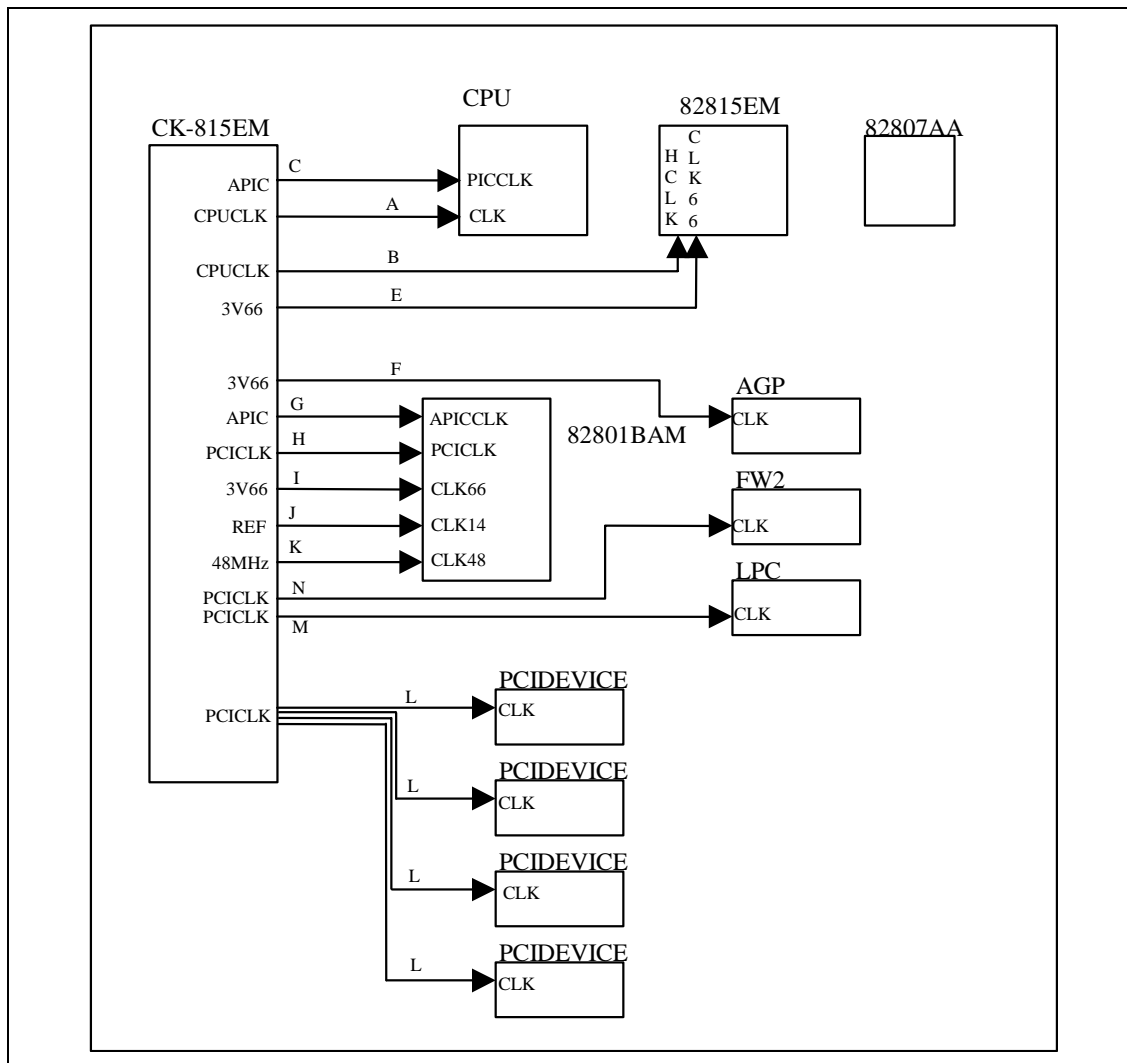 CPU
82815EM
CK-815EM
82807AA
C
APIC
PICCLK
A
CPUCLK
CLK
HCLK
CLK66
B
CPUCLK
E
3V66
F
3V66
AGP
CLK
G
APIC
APICCLK
82801BAM
H
PCICLK
PCICLK
I
3V66
CLK66
FW2
CLK
J
REF
CLK14
K
48MHz
CLK48
LPC
CLK
N
PCICLK
PCICLK
M
PCIDEVICE
L
CLK
PCICLK
PCIDEVICE
L
CLK
PCIDEVICE
L
CLK
PCIDEVICE
L
CLK